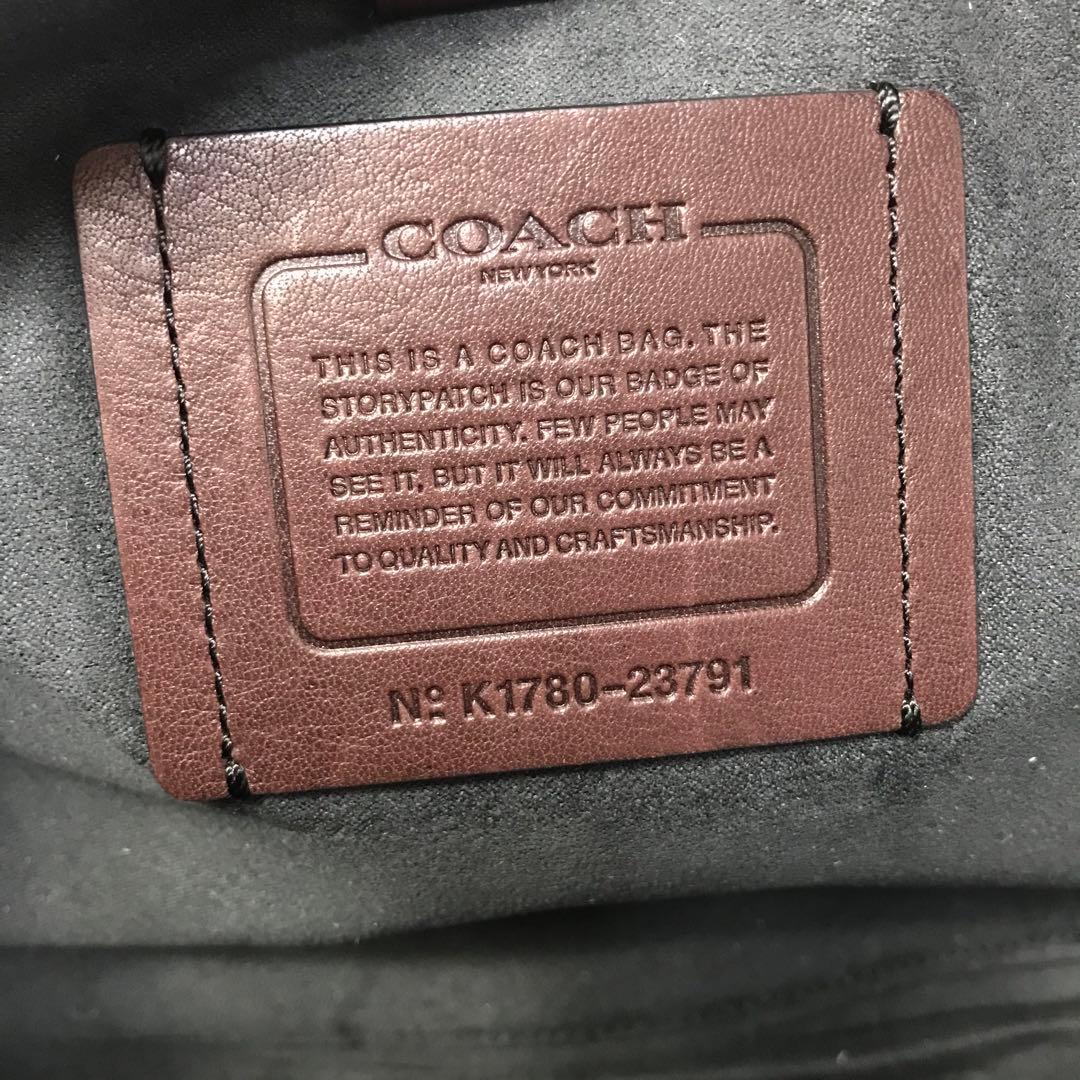 COACH
NEW YORK
THIS IS A COACH BAG. THE
STORYPATCH IS OUR BADGE OF
AUTHENTICITY. FEW PEOPLE MAY
SEE IT, BUT IT WILL ALWAYS BE A
REMINDER OF OUR COMMITMENT
TO QUALITY AND CRAFTSMANSHIP.
Nº K1780-23791